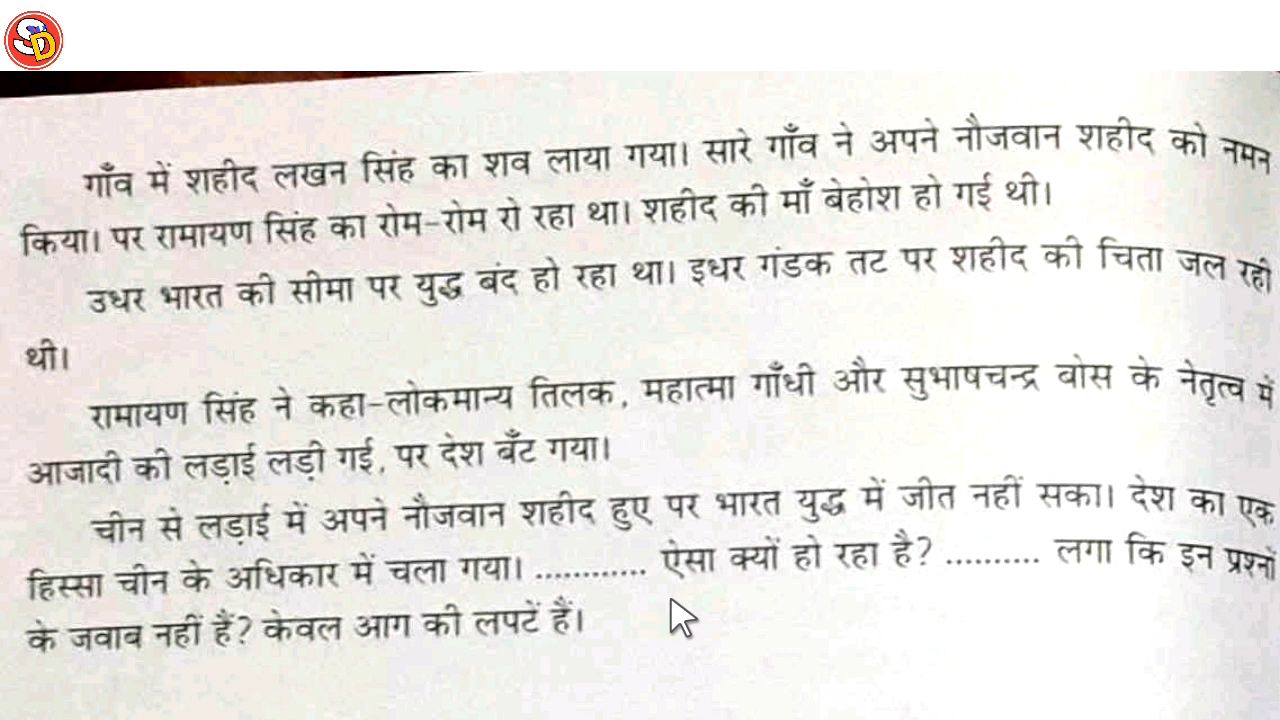 SD
गाँव में शहीद लखन सिंह का शव लाया गया। सारे गाँव ने अपने नौजवान शहीद को नमन
किया। पर रामायण सिंह का रोम-रोम रो रहा था। शहीद की माँ बेहोश हो गई थी।
उधर भारत की सीमा पर युद्ध बंद हो रहा था। इधर गंडक तट पर शहीद की चिता जल रही
थी।
रामायण सिंह ने कहा-लोकमान्य तिलक, महात्मा गाँधी और सुभाषचन्द्र वोस के नेतृत्व में
आजादी की लड़ाई लड़ी गई, पर देश बँट गया।
चीन से लड़ाई में अपने नौजवान शहीद हुए पर भारत युद्ध में जीत नहीं सका। देश का एक
हिस्सा चीन के अधिकार में चला गया। ............ ऐसा क्यों हो रहा है? .......... लगा कि इन प्रश्नों
के जवाब नहीं हैं? केवल आग की लपटें हैं।